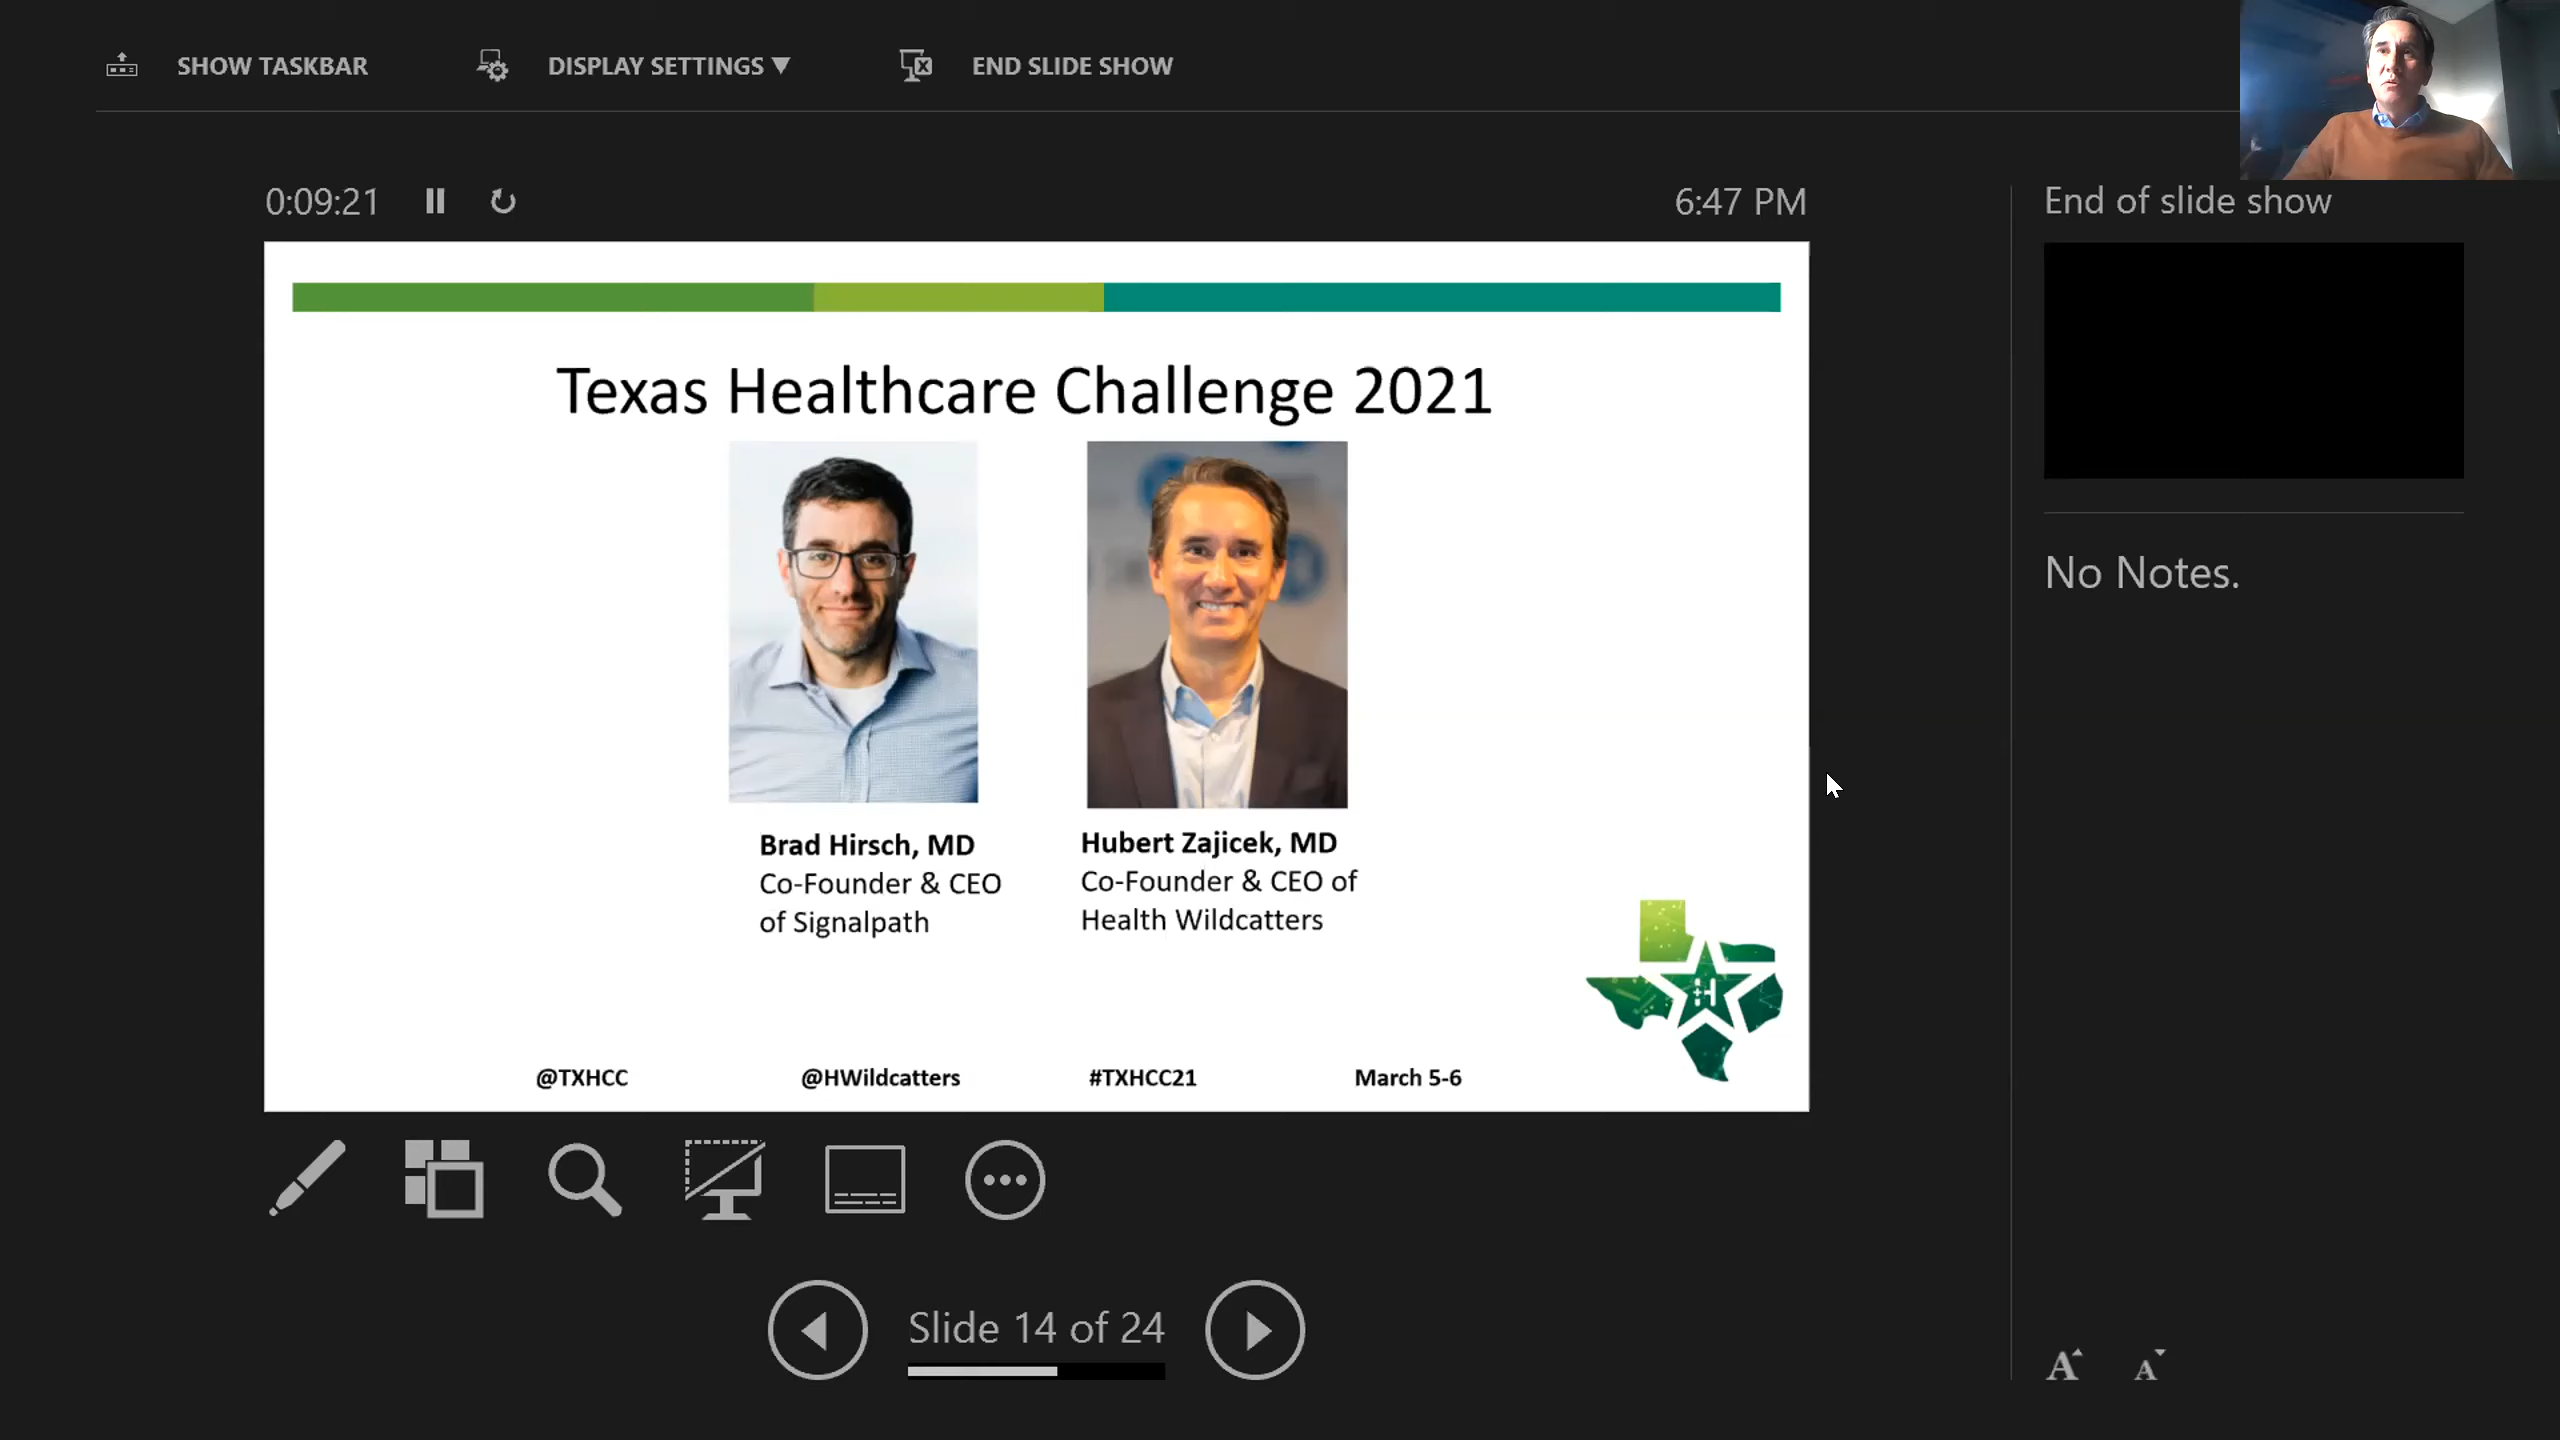 SHOW TASKBAR
DISPLAY SETTINGS ▼
END SLIDE SHOW
0:09:21
6:47 PM
End of slide show
Texas Healthcare Challenge 2021
Brad Hirsch, MD
Co-Founder & CEO
of Signalpath
Hubert Zajicek, MD
Co-Founder & CEO of
Health Wildcatters
H
@TXHCC
@HWildcatters
#TXHCC21
March 5-6
No Notes.
Slide 14 of 24
A
A